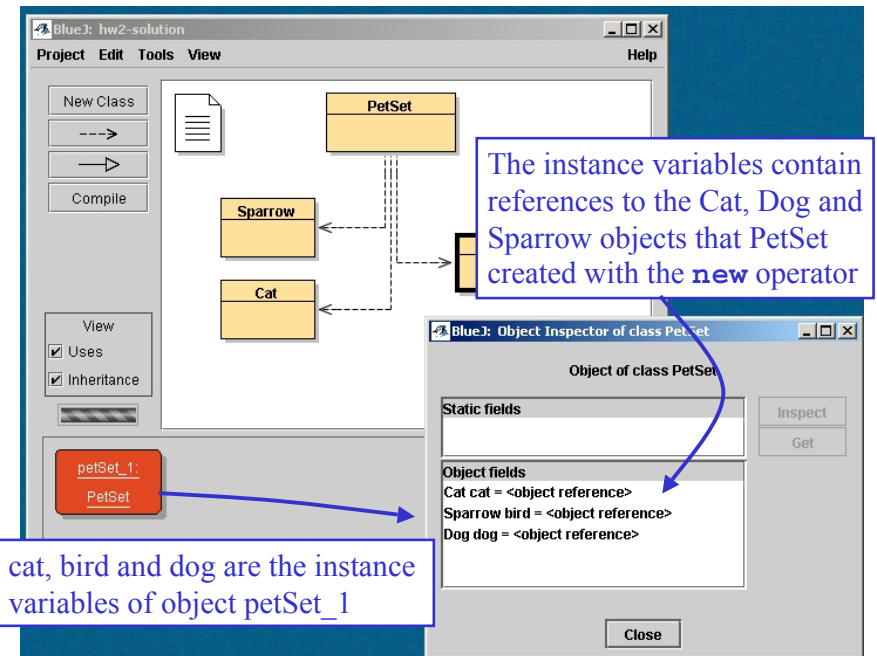 BlueJ: hw2-solution
Project Edit Tools View Help
New Class
--->
Compile
PetSet
Sparrow
Cat
The instance variables contain
references to the Cat, Dog and
Sparrow objects that PetSet
created with the new operator
View
Uses
Inheritance
BlueJ: Object Inspector of class PetSet
Object of class PetSet
Static fields
Inspect
Get
Object fields
Cat cat = <object reference>
Sparrow bird = <object reference>
Dog dog = <object reference>
Close
petSet_1:
PetSet
cat, bird and dog are the instance
variables of object petSet_1